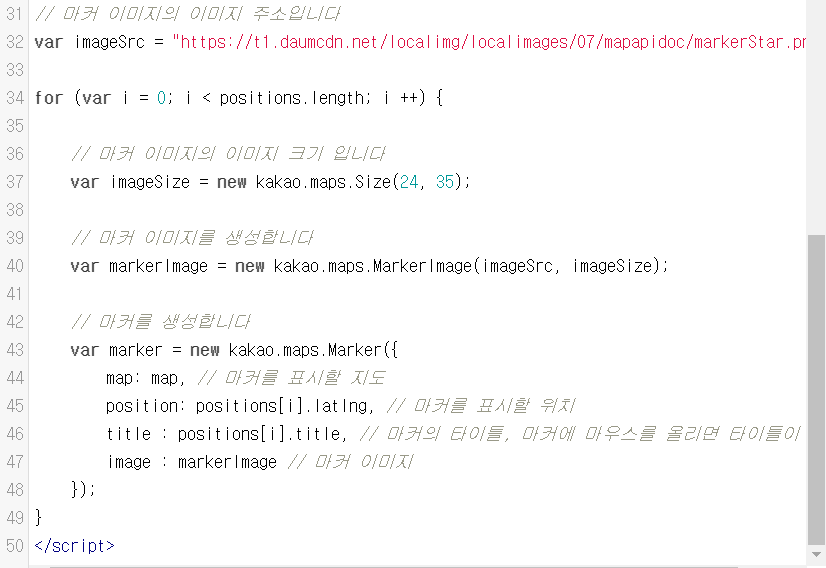 31 // 마커 이미지의 이미지 주소입니다
32 var imageSrc = "https://t1.daumcdn.net/localimg/localimages/07/mapapidoc/markerStar.pn
33
34 for (var i = 0; i < positions.length; i ++) {
35
36 // 마커 이미지의 이미지 크기 입니다
37 var imageSize = new kakao.maps.Size(24, 35);
38
39 // 마커 이미지를 생성합니다
40 var markerImage = new kakao.maps.MarkerImage(imageSrc, imageSize);
41
42 // 마커를 생성합니다
43 var marker = new kakao.maps.Marker({
44 map: map, // 마커를 표시할 지도
45 position: positions[i].latlng, // 마커를 표시할 위치
46 title : positions[i].title, // 마커의 타이틀, 마커에 마우스를 올리면 타이틀이
47 image : markerImage // 마커 이미지
48 });
49 }
50 </script>